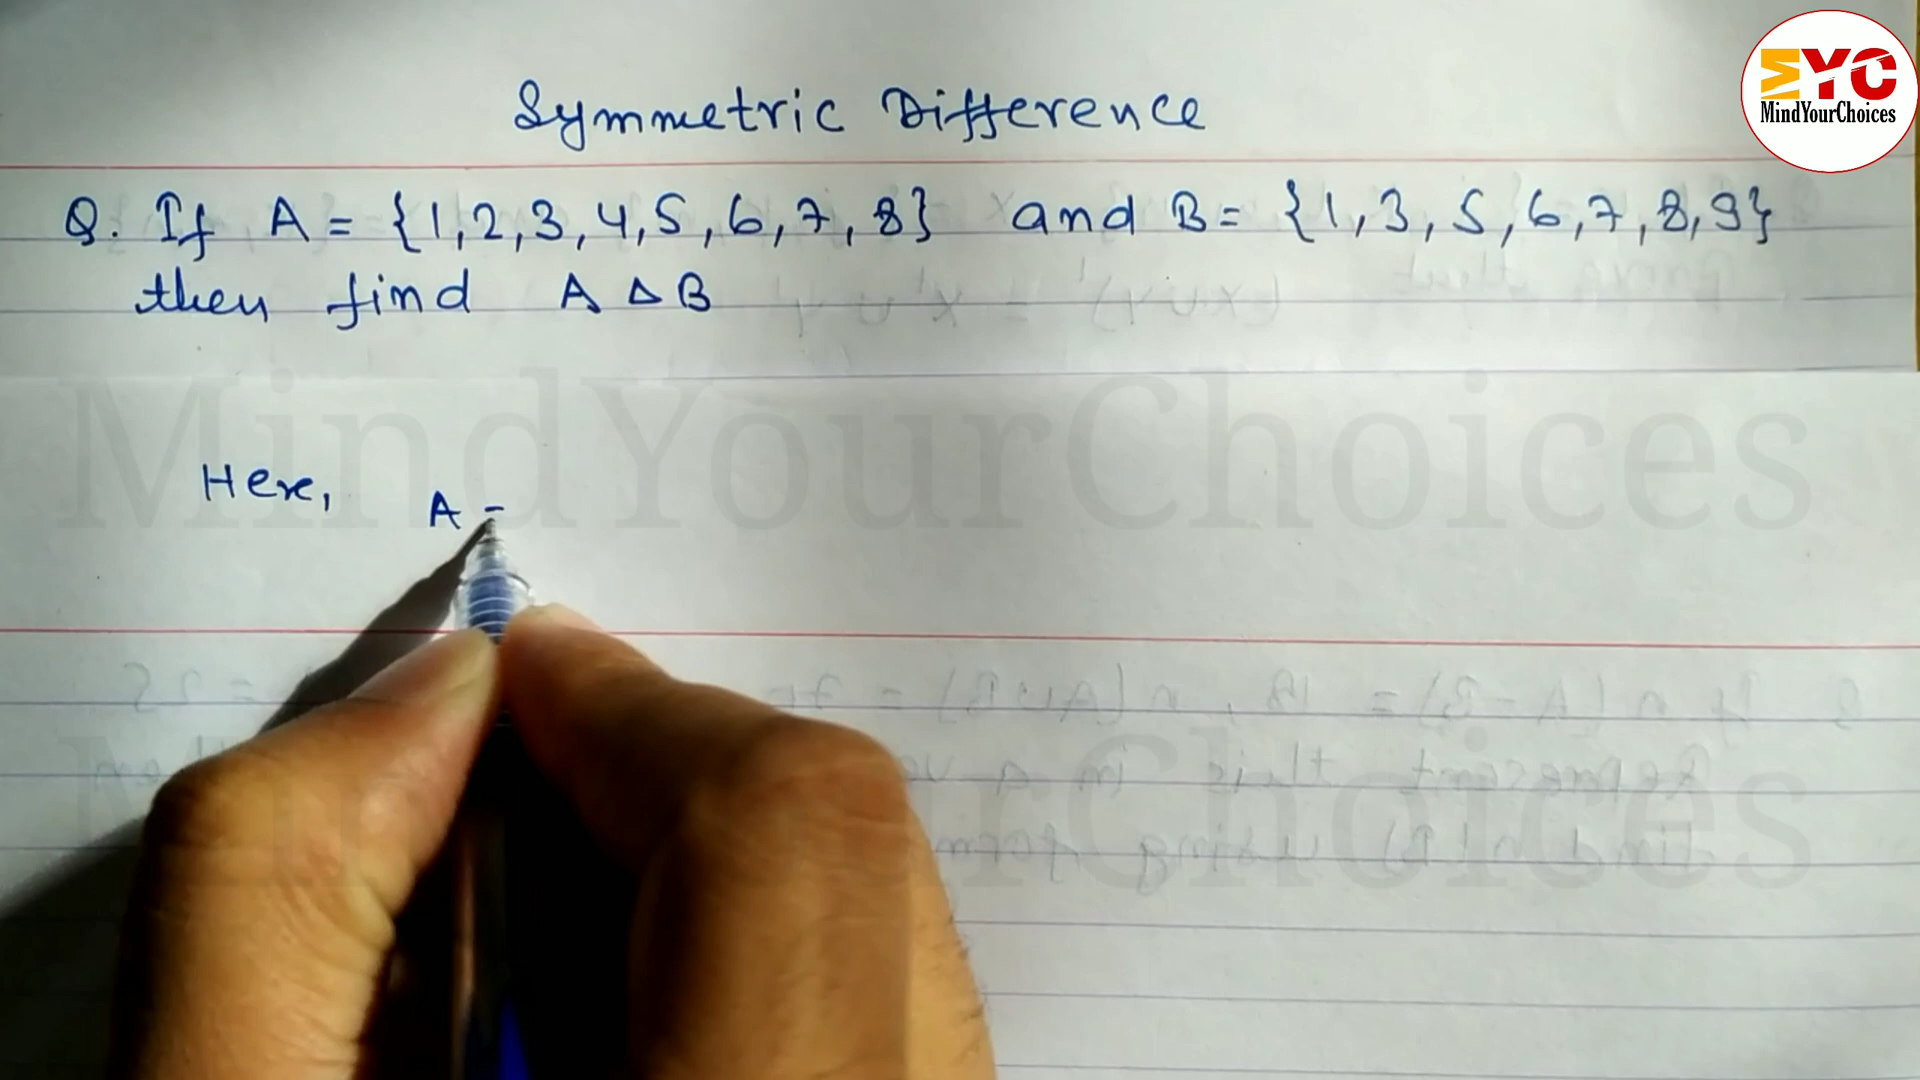 MYC
MindYourChoices
Symmetric Difference
Q. If A = {1,2,3,4,5,6,7,8} and B = {1,3,5,6,7,8,9}
then find A Δ B
MindYourChoices
Here, A =
MindYourChoices